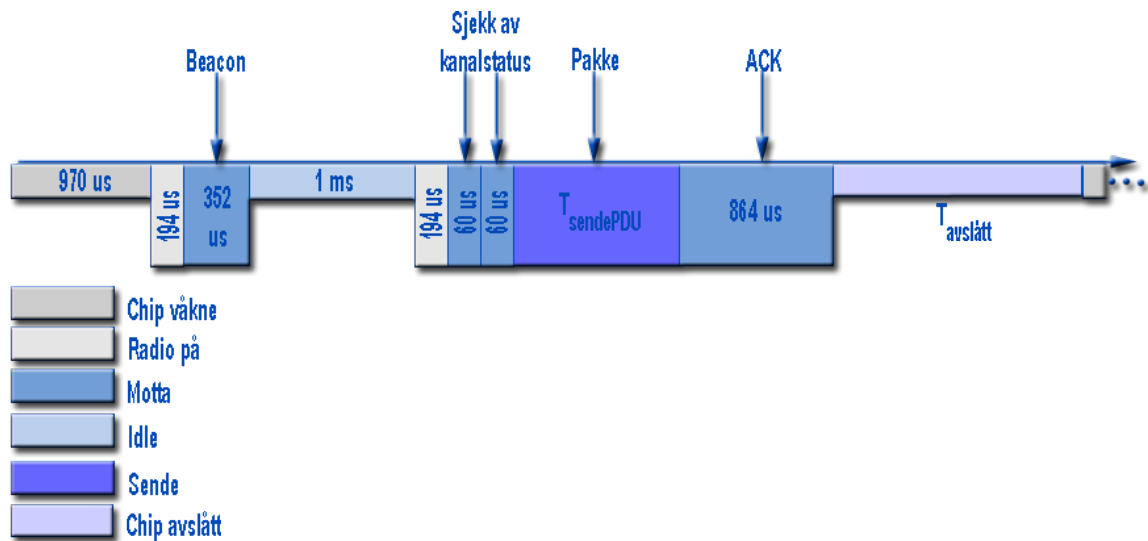 Sjekk av
kanalstatus
Beacon
Pakke
ACK
970 us
194 us
352
us
1 ms
194 us
60 us
60 us
T sendePDU
864 us
T avslått
Chip våkne
Radio på
Motta
Idle
Sende
Chip avslått